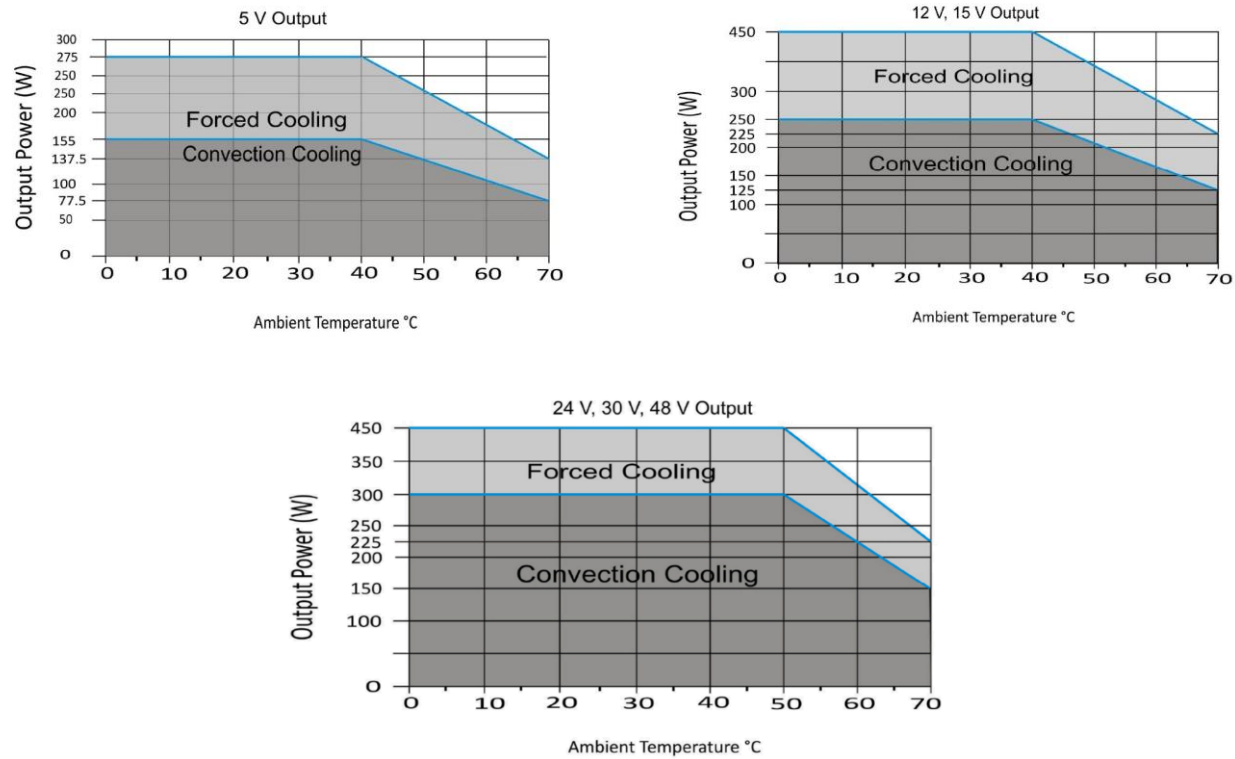 5 V Output
Output Power (W)
300
275
250
250
200
155
137.5
100
77.5
50
0
Forced Cooling
Convection Cooling
0 10 20 30 40 50 60 70
Ambient Temperature °C
12 V, 15 V Output
Output Power (W)
450
300
250
225
200
150
125
100
0
Forced Cooling
Convection Cooling
0 10 20 30 40 50 60 70
Ambient Temperature °C
24 V, 30 V, 48 V Output
Output Power (W)
450
350
300
250
225
200
150
100
0
Forced Cooling
Convection Cooling
0 10 20 30 40 50 60 70
Ambient Temperature °C